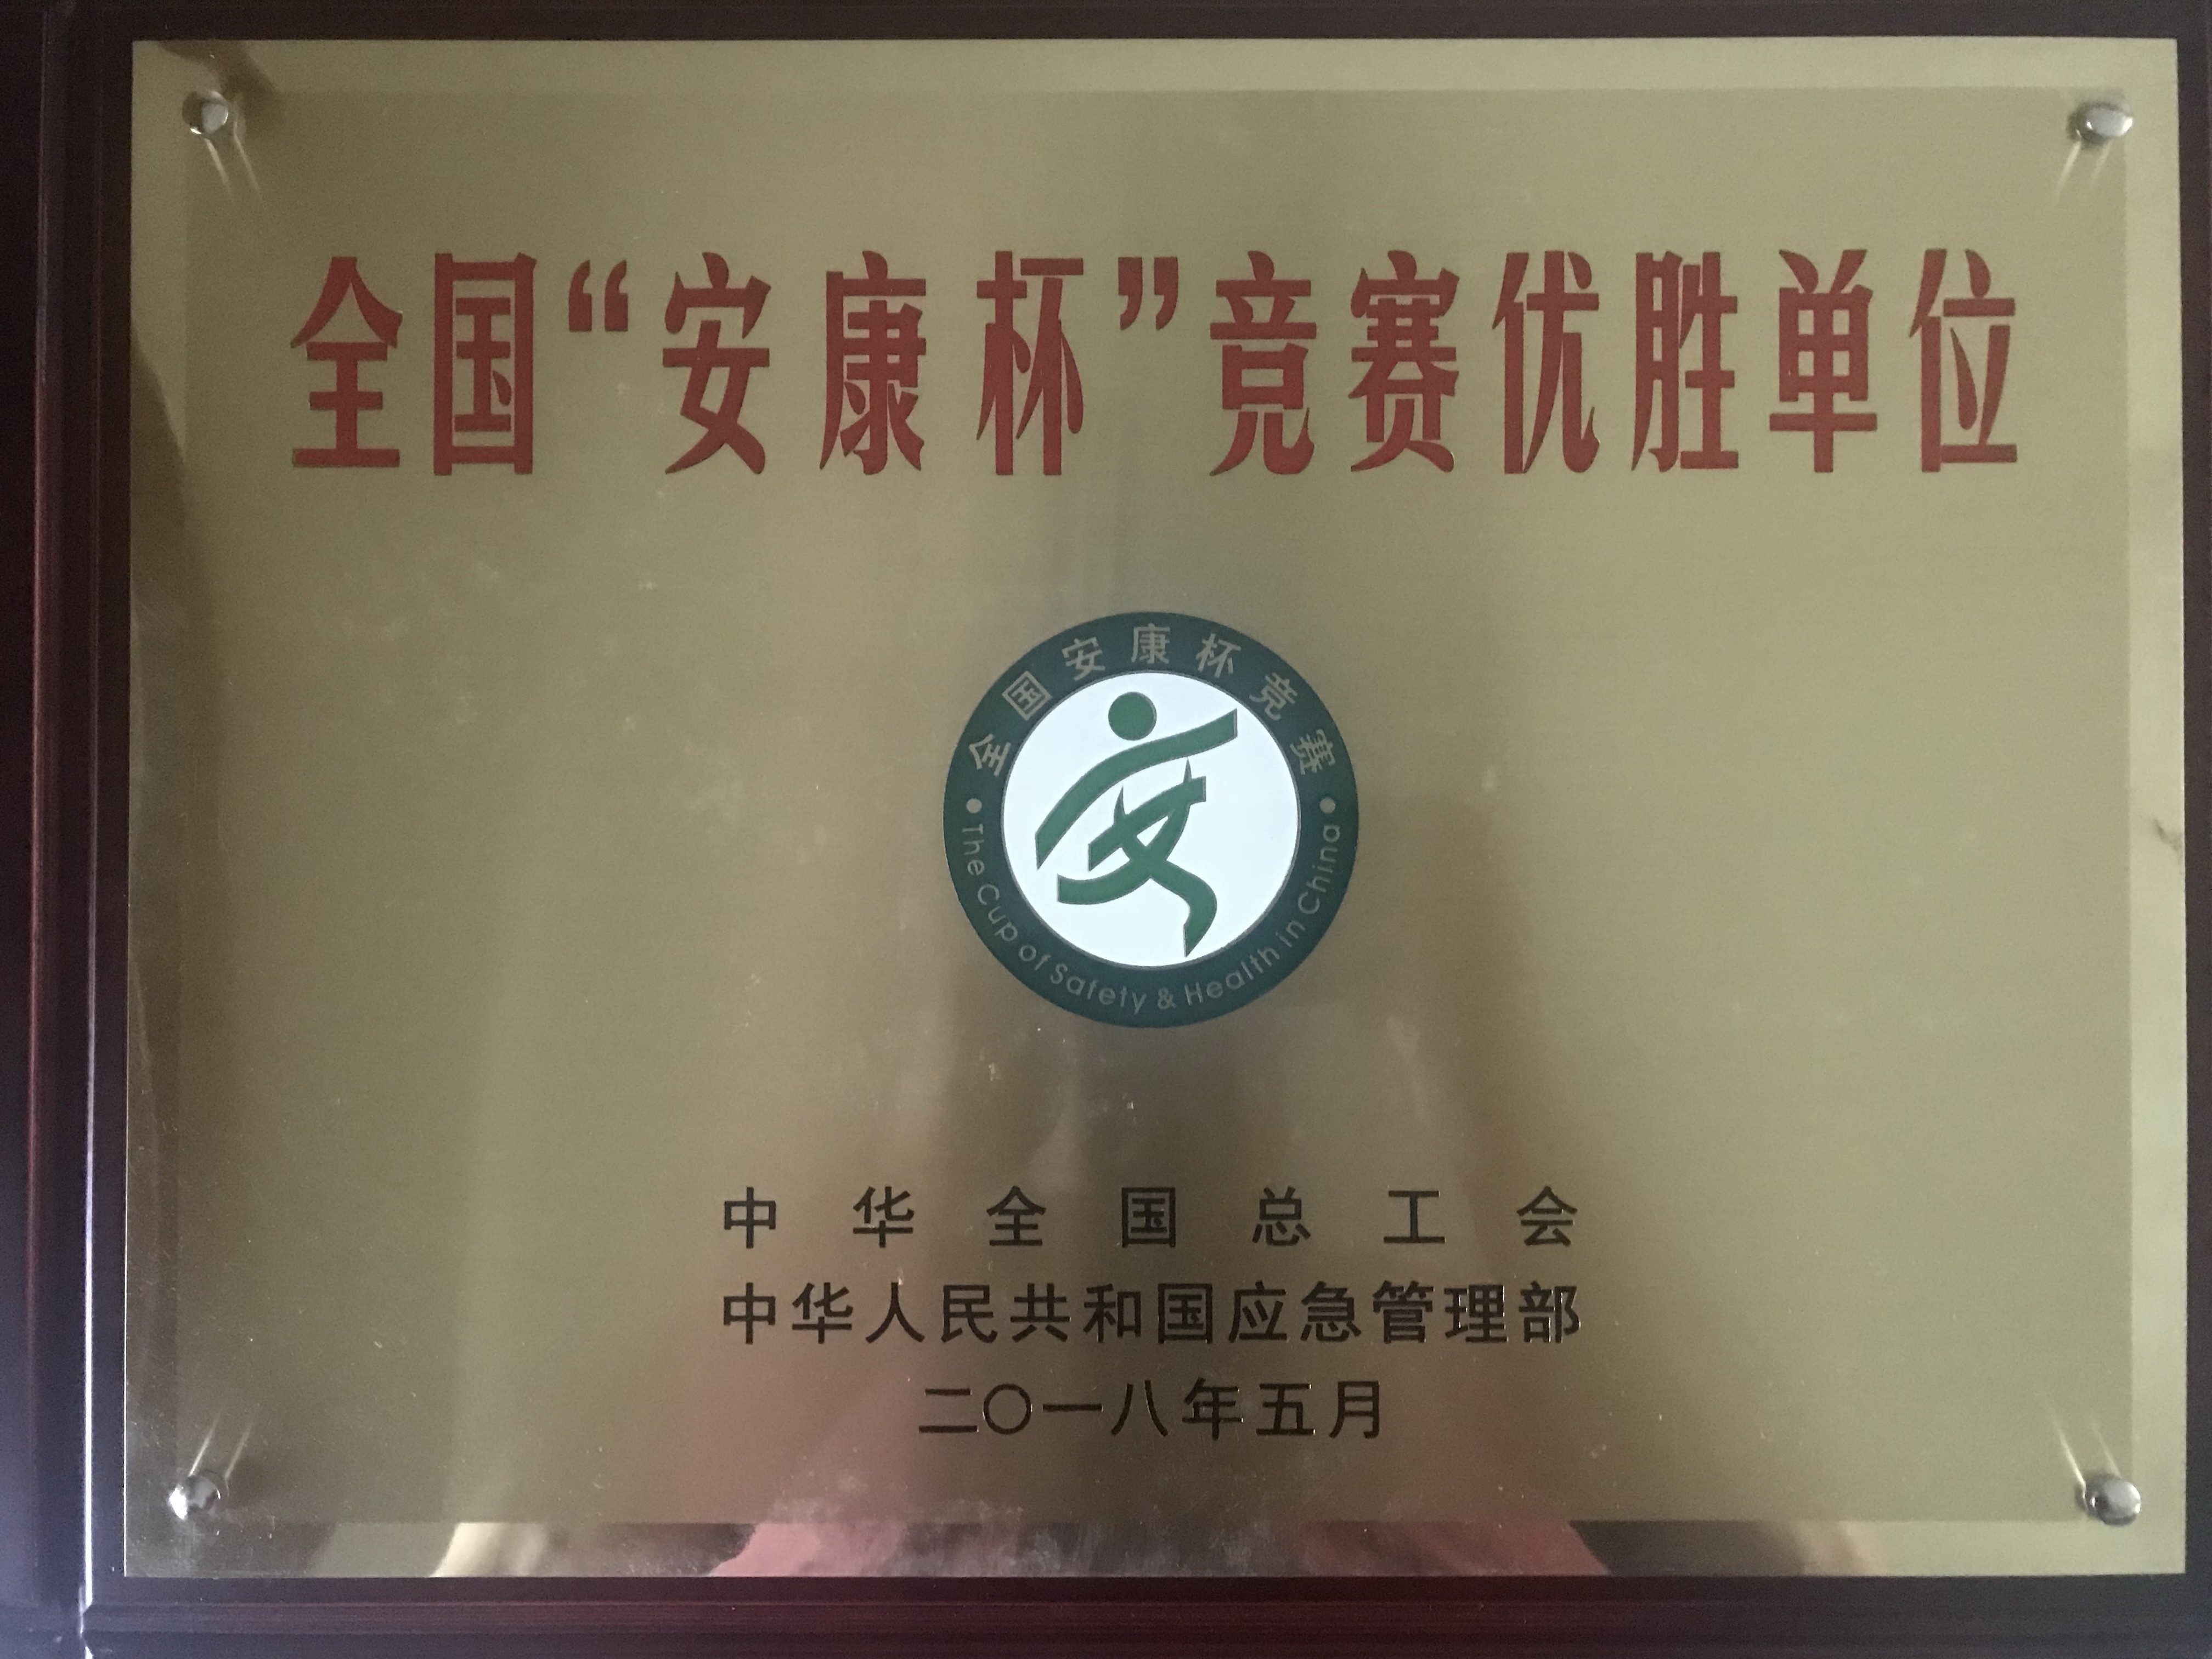 全国“安康杯”竞赛优胜单位
全国安康杯竞赛
The Cup of Safety & Health in China
中华全国总工会
中华人民共和国应急管理部
二〇一八年五月